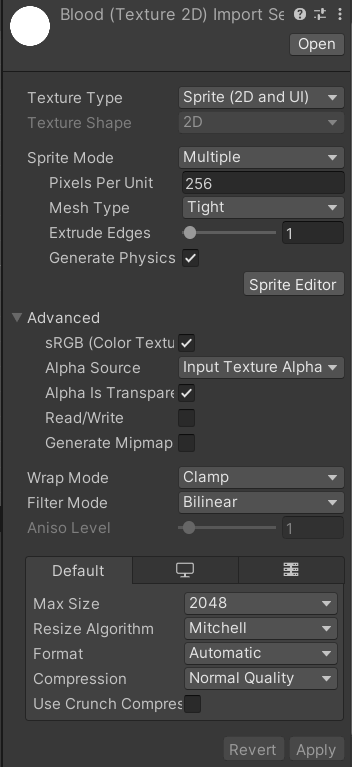 Blood (Texture 2D) Import Se
Open
Texture Type Sprite (2D and UI)
Texture Shape 2D
Sprite Mode Multiple
Pixels Per Unit 256
Mesh Type Tight
Extrude Edges 1
Generate Physics
Sprite Editor
Advanced
sRGB (Color Textu
Alpha Source Input Texture Alpha
Alpha Is Transpare
Read/Write
Generate Mipmap
Wrap Mode Clamp
Filter Mode Bilinear
Aniso Level 1
Default
Max Size 2048
Resize Algorithm Mitchell
Format Automatic
Compression Normal Quality
Use Crunch Compres
Revert Apply